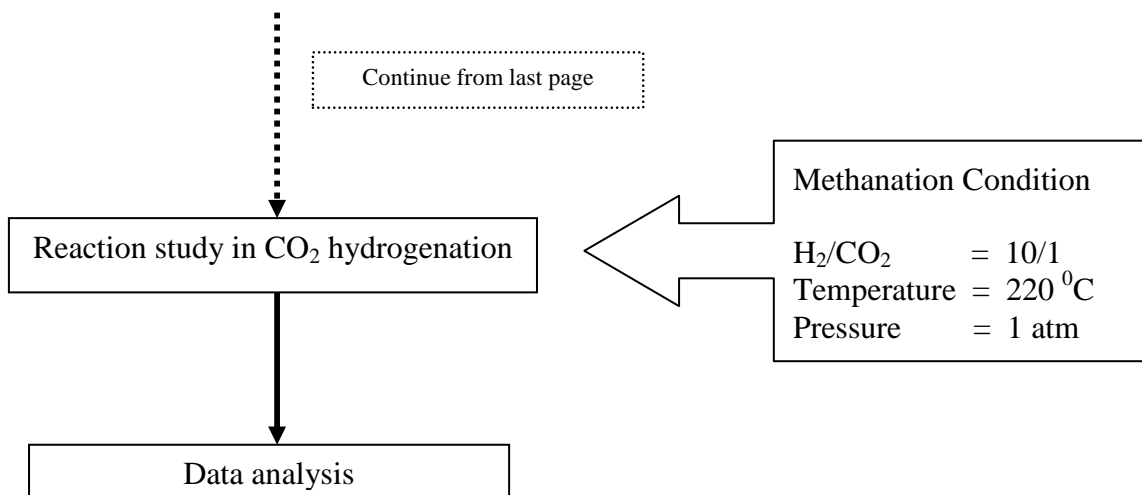 Continue from last page
Methanation Condition
Reaction study in CO₂ hydrogenation
H₂/CO₂ = 10/1
Temperature = 220 ⁰C
Pressure = 1 atm
Data analysis